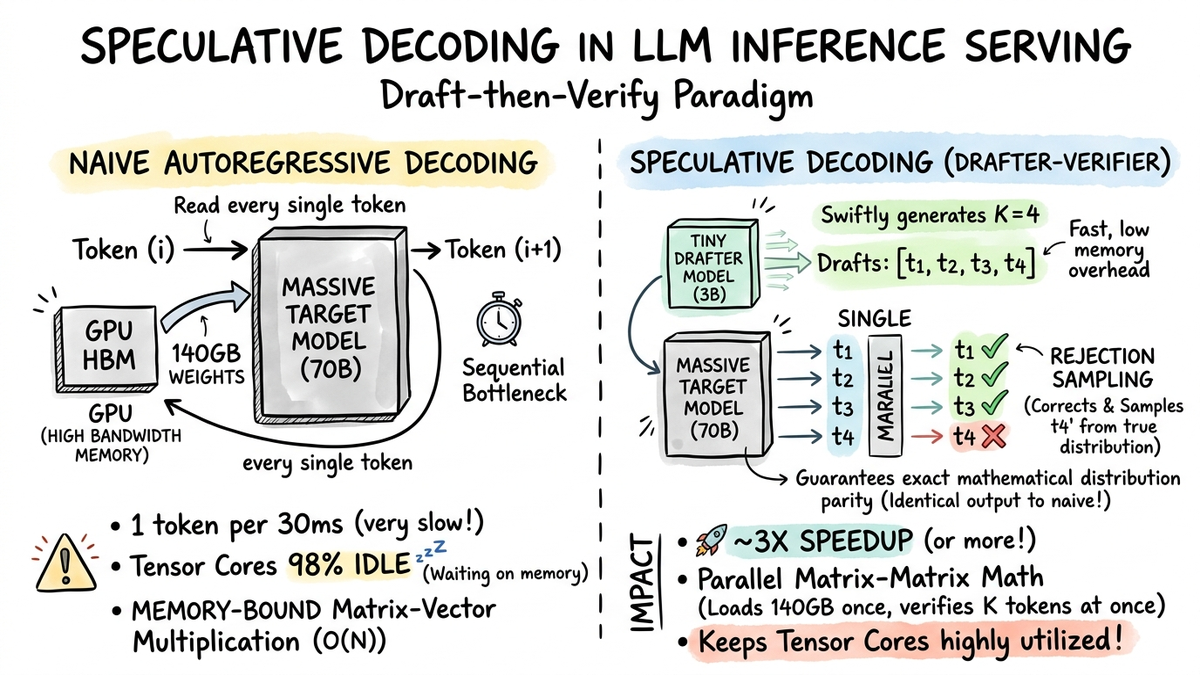 SPECULATIVE DECODING IN LLM INFERENCE SERVING
Draft-then-Verify Paradigm
NAIVE AUTOREGRESSIVE DECODING
Read every single token
Token (i)
Token (i+1)
MASSIVE
TARGET
MODEL
(70B)
GPU
HBM
140GB
WEIGHTS
GPU
(HIGH BANDWIDTH
MEMORY)
Sequential
Bottleneck
every single token
• 1 token per 30ms (very slow!)
• Tensor Cores 98% IDLE zzZ (Waiting on memory)
• MEMORY-BOUND Matrix-Vector
Multiplication (O(N))
SPECULATIVE DECODING (DRAFTER-VERIFIER)
TINY
DRAFTER
MODEL
(3B)
Swiftly generates K=4
Drafts: [t₁, t₂, t₃, t₄]
Fast, low
memory
overhead
MASSIVE
TARGET
MODEL
(70B)
SINGLE
t₁
t₂
t₃
t₄
MARALIEL
t₁ ✓
t₂ ✓
t₃ ✓
t₄ ✗
REJECTION
SAMPLING
(Corrects & Samples
t₄' from true
distribution)
Guarantees exact mathematical distribution
parity (Identical output to naive!)
IMPACT
• 🚀 ~3X SPEEDUP (or more!)
• Parallel Matrix-Matrix Math
(Loads 140GB once, verifies K tokens at once)
• Keeps Tensor Cores highly utilized!